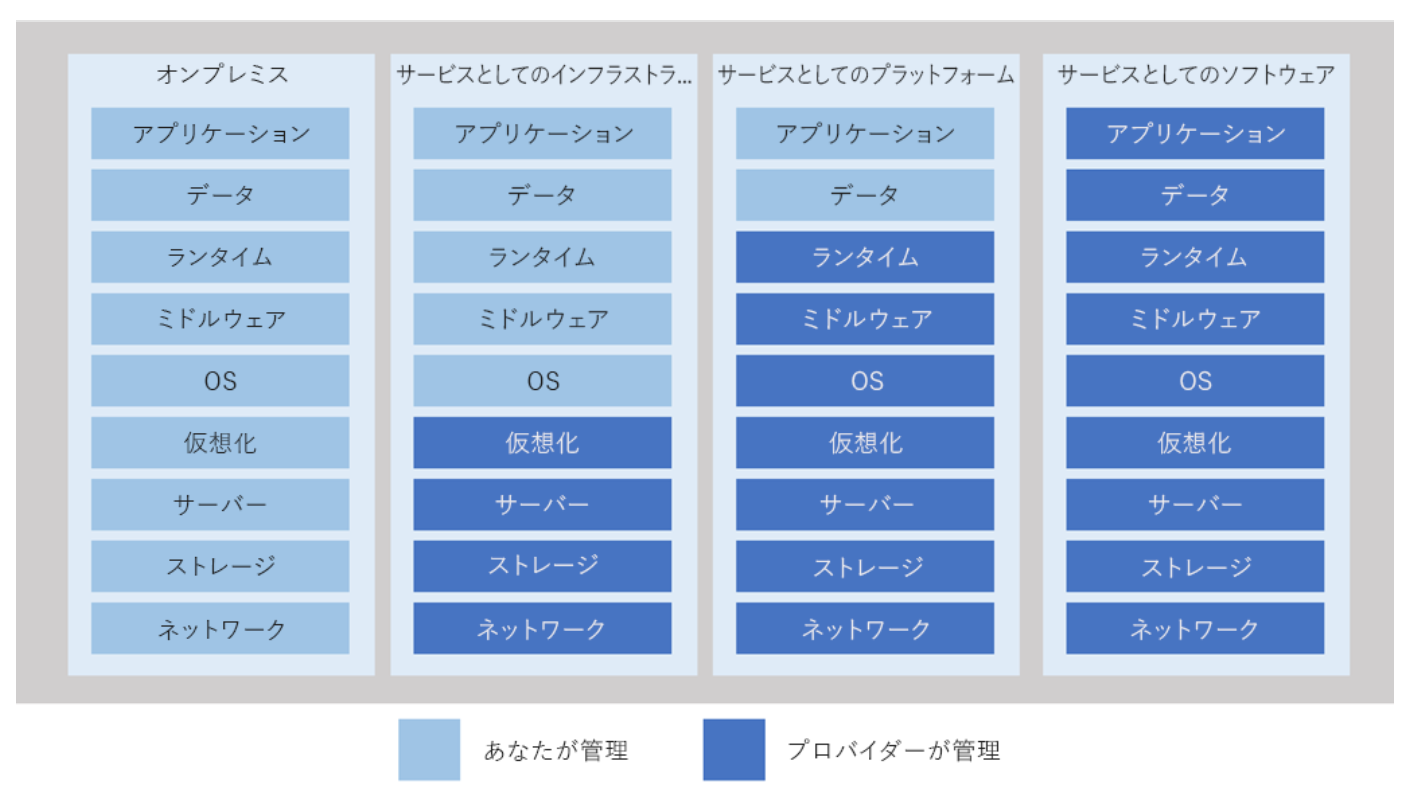 オンプレミス
アプリケーション
データ
ランタイム
ミドルウェア
OS
仮想化
サーバー
ストレージ
ネットワーク
サービスとしてのインフラストラ...
アプリケーション
データ
ランタイム
ミドルウェア
OS
仮想化
サーバー
ストレージ
ネットワーク
サービスとしてのプラットフォーム
アプリケーション
データ
ランタイム
ミドルウェア
OS
仮想化
サーバー
ストレージ
ネットワーク
サービスとしてのソフトウェア
アプリケーション
データ
ランタイム
ミドルウェア
OS
仮想化
サーバー
ストレージ
ネットワーク
あなたが管理
プロバイダーが管理